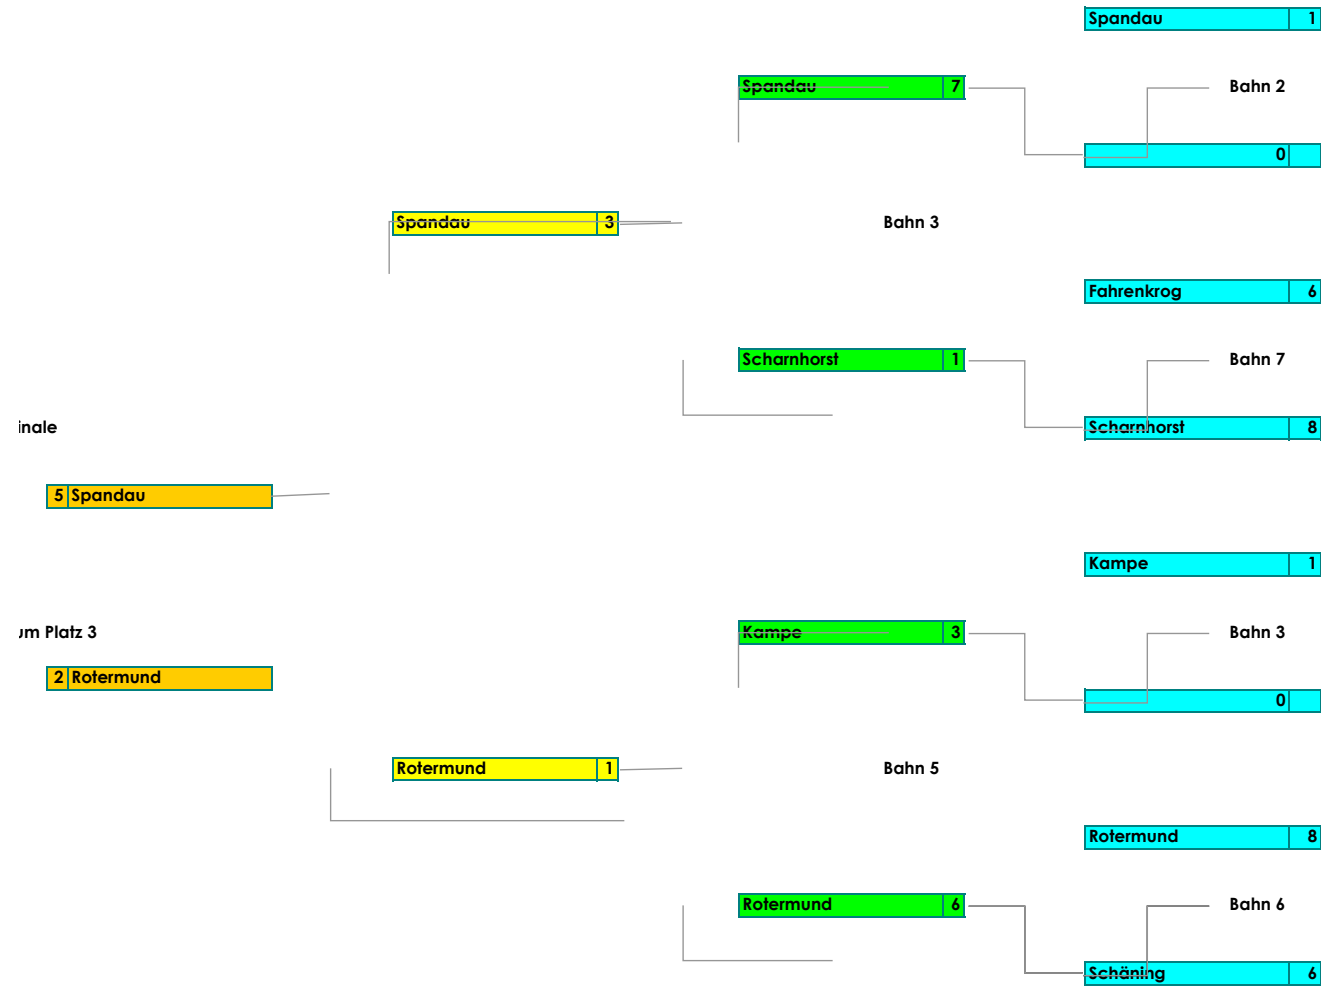 Spandau 1
Spandau 7
Bahn 2
0
Spandau 3
Bahn 3
Fahrenkrog 6
Scharnhorst 1
Bahn 7
inale
Scharnhorst 8
5 Spandau
Kampe 1
um Platz 3
Kampe 3
Bahn 3
2 Rotermund
0
Rotermund 1
Bahn 5
Rotermund 8
Rotermund 6
Bahn 6
Schäning 6